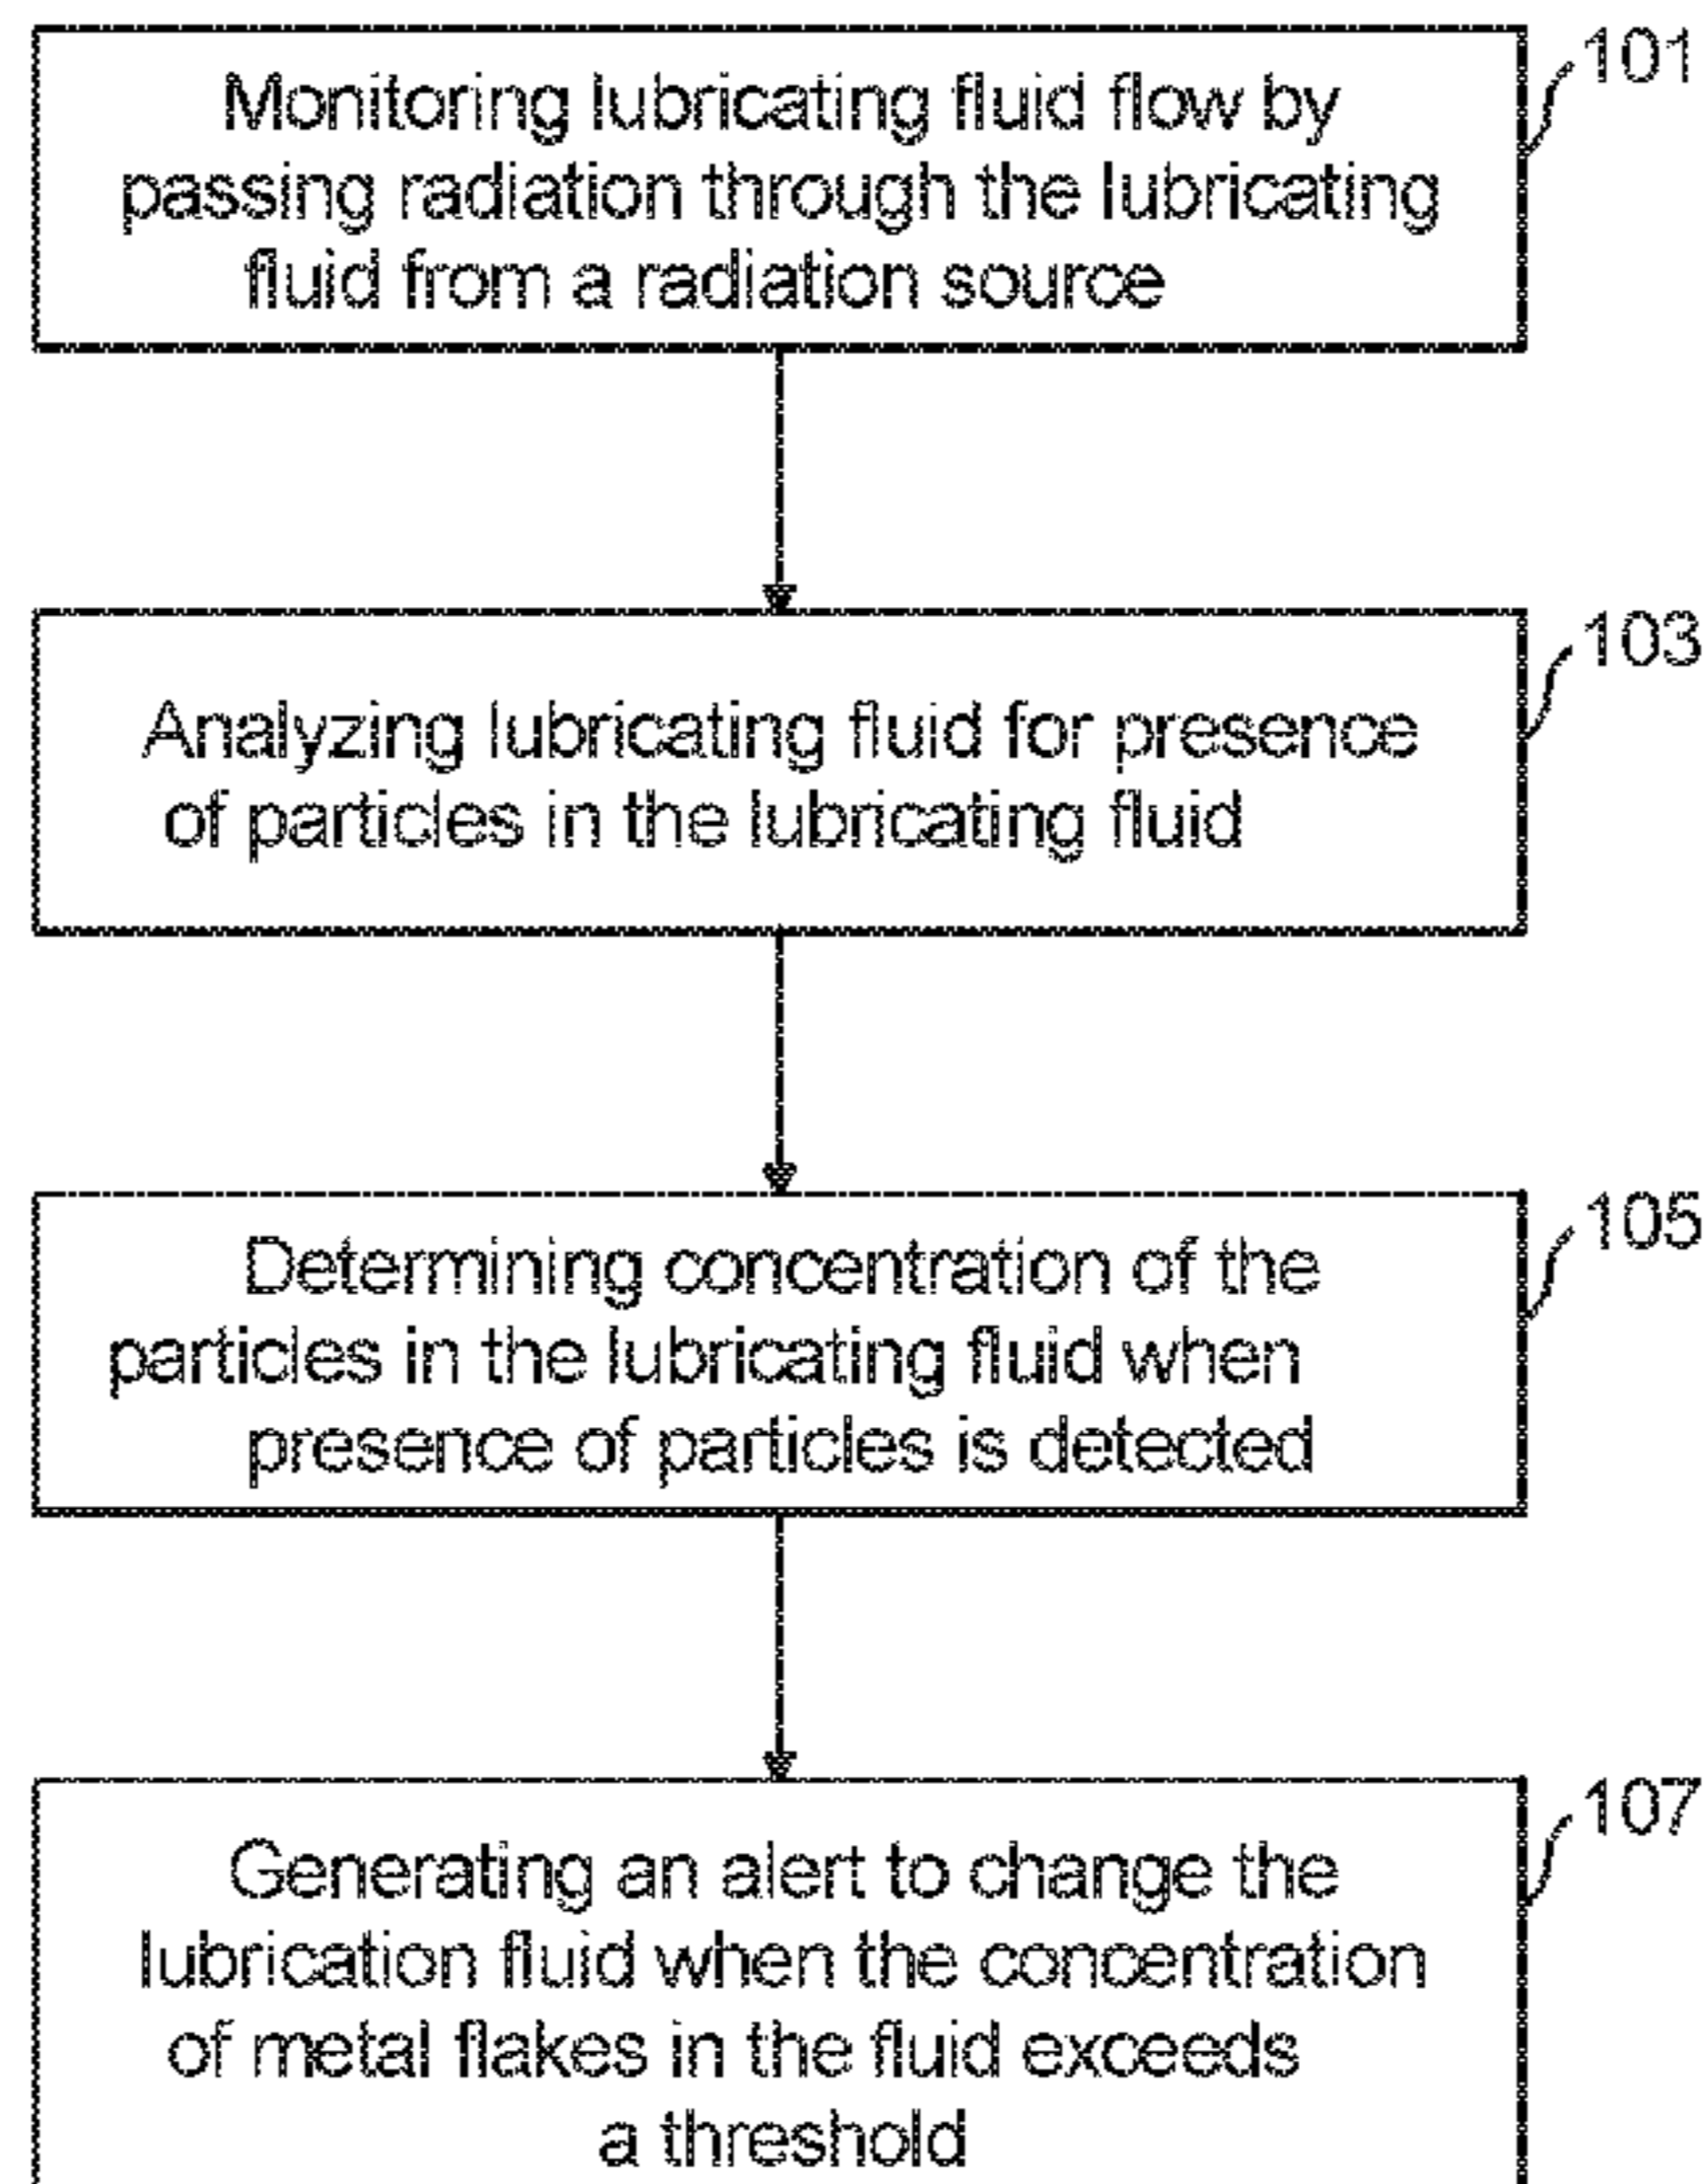 101
Monitoring lubricating fluid flow by
passing radiation through the lubricating
fluid from a radiation source
103
Analyzing lubricating fluid for presence
of particles in the lubricating fluid
105
Determining concentration of the
particles in the lubricating fluid when
presence of particles is detected
107
Generating an alert to change the
lubrication fluid when the concentration
of metal flakes in the fluid exceeds
a threshold